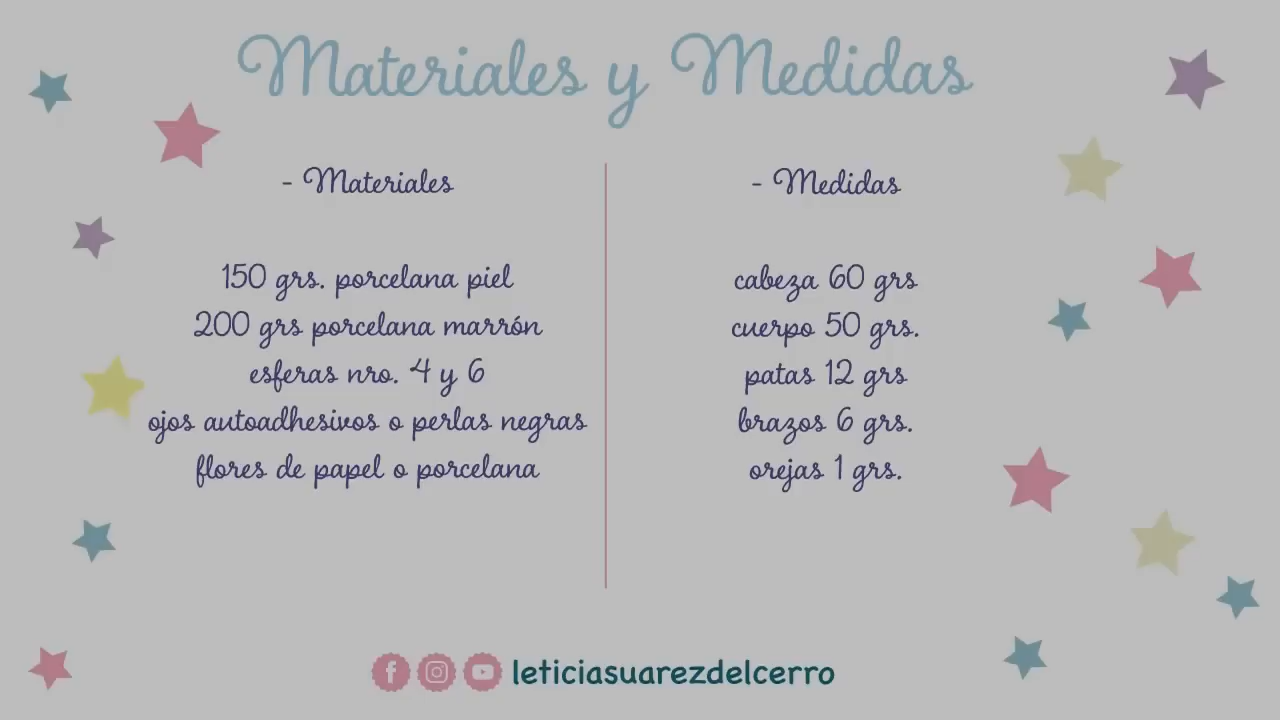 Materiales y Medidas
- Materiales
150 grs. porcelana piel
200 grs porcelana marrón
esferas nro. 4 y 6
ojos autoadhesivos o perlas negras
flores de papel o porcelana
- Medidas
cabeza 60 grs
cuerpo 50 grs.
patas 12 grs
brazos 6 grs.
orejas 1 grs.
leticiasuarezdelcerro